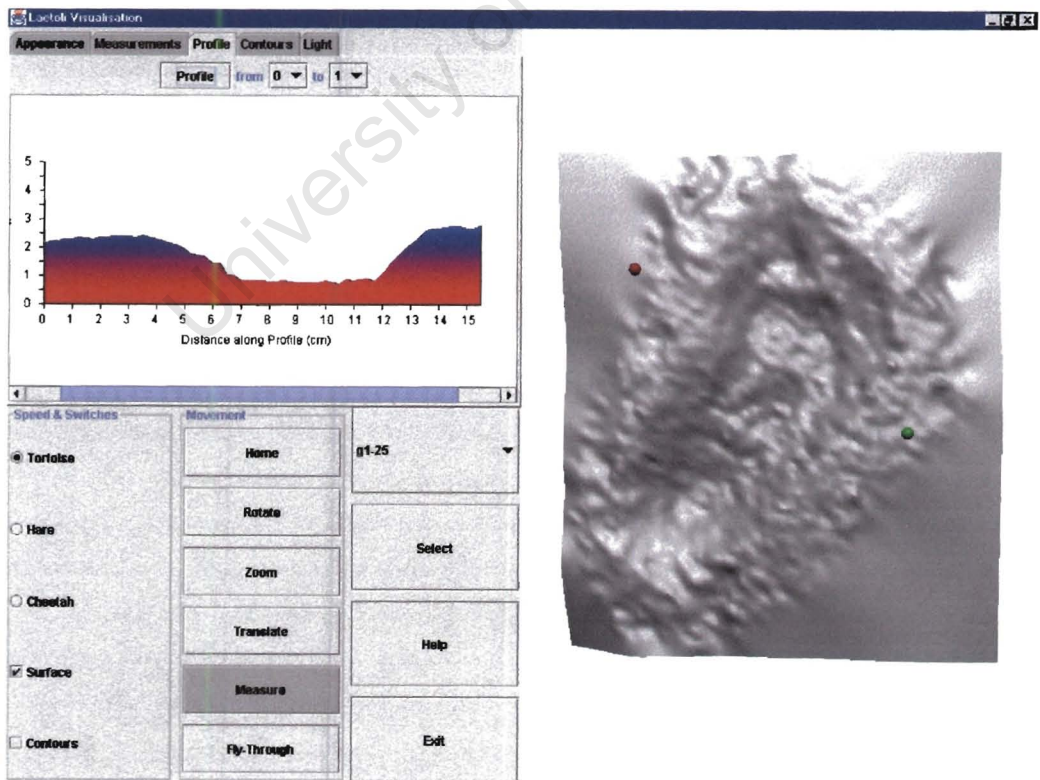 Laetoli Visualisation
Appearance Measurements Profile Contours Light
Profile from 0 to 1
5
4
3
2
1
0
0 1 2 3 4 5 6 7 8 9 10 11 12 13 14 15
Distance along Profile (cm)
Speed & Switches
Tortoise
Hare
Cheetah
Surface
Contours
Movement
Home
Rotate
Zoom
Translate
Measure
Fly-Through
g1-25
Select
Help
Exit
University of